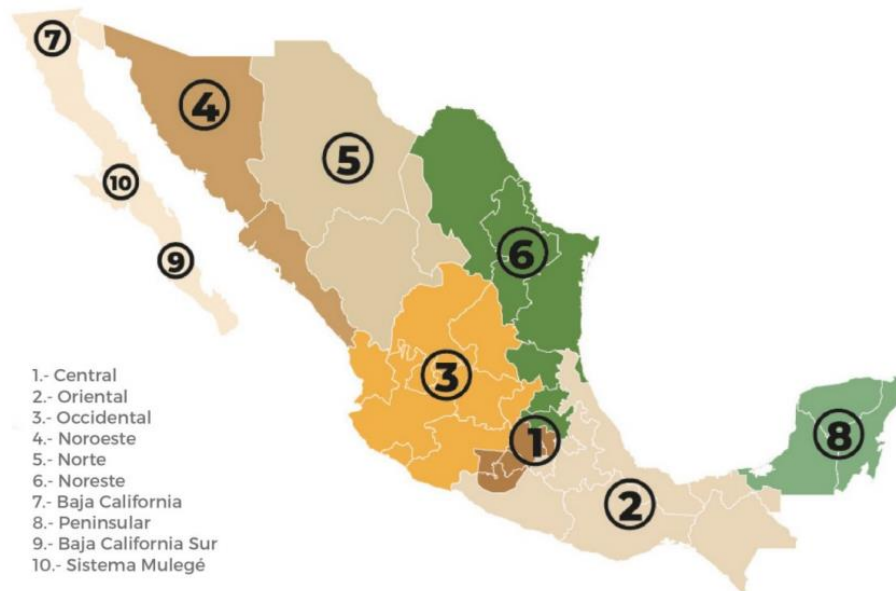 7
4
5
10
6
9
3
1
8
2
1.- Central
2.- Oriental
3.- Occidental
4.- Noroeste
5.- Norte
6.- Noreste
7.- Baja California
8.- Peninsular
9.- Baja California Sur
10.- Sistema Mulegé